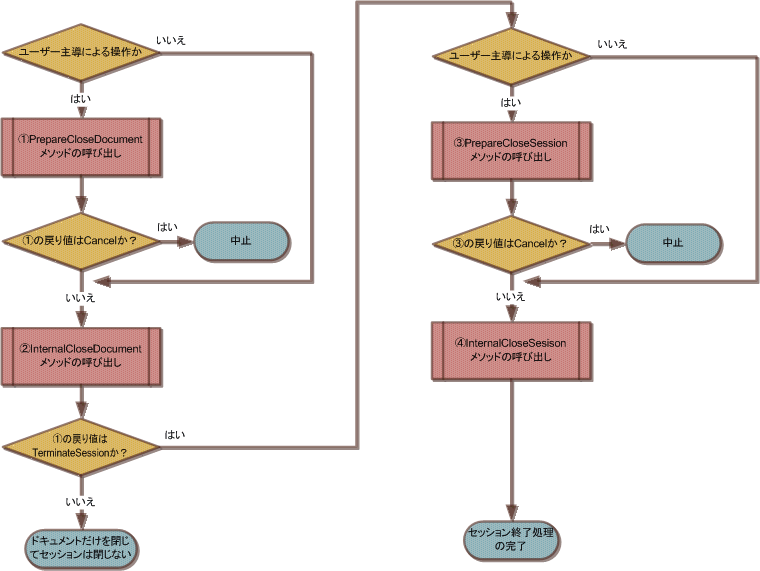 ユーザー主導による操作か
いいえ
はい
①PrepareCloseDocument
メソッドの呼び出し
①の戻り値はCancelか？
はい
中止
いいえ
②InternalCloseDocument
メソッドの呼び出し
①の戻り値は
TerminateSessionか？
はい
いいえ
ドキュメントだけを閉じ
てセッションは閉じない
ユーザー主導による操作か
いいえ
はい
③PrepareCloseSession
メソッドの呼び出し
③の戻り値はCancelか？
はい
中止
いいえ
④InternalCloseSesison
メソッドの呼び出し
セッション終了処理
の完了